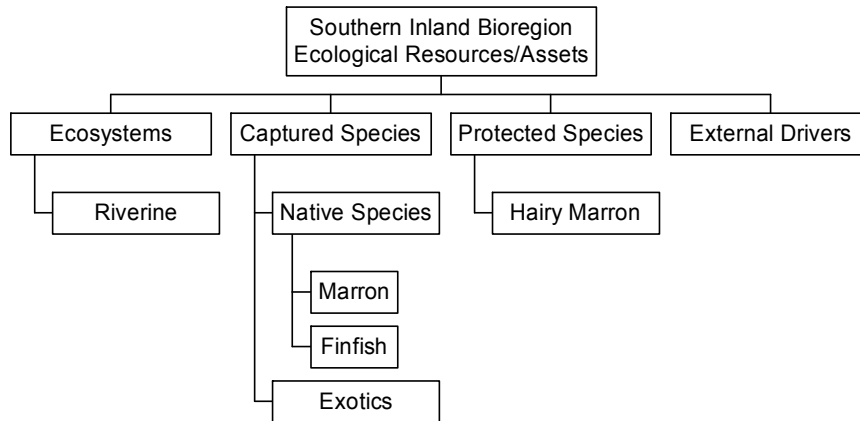 Southern Inland Bioregion
Ecological Resources/Assets
Ecosystems
Captured Species
Protected Species
External Drivers
Riverine
Native Species
Hairy Marron
Marron
Finfish
Exotics